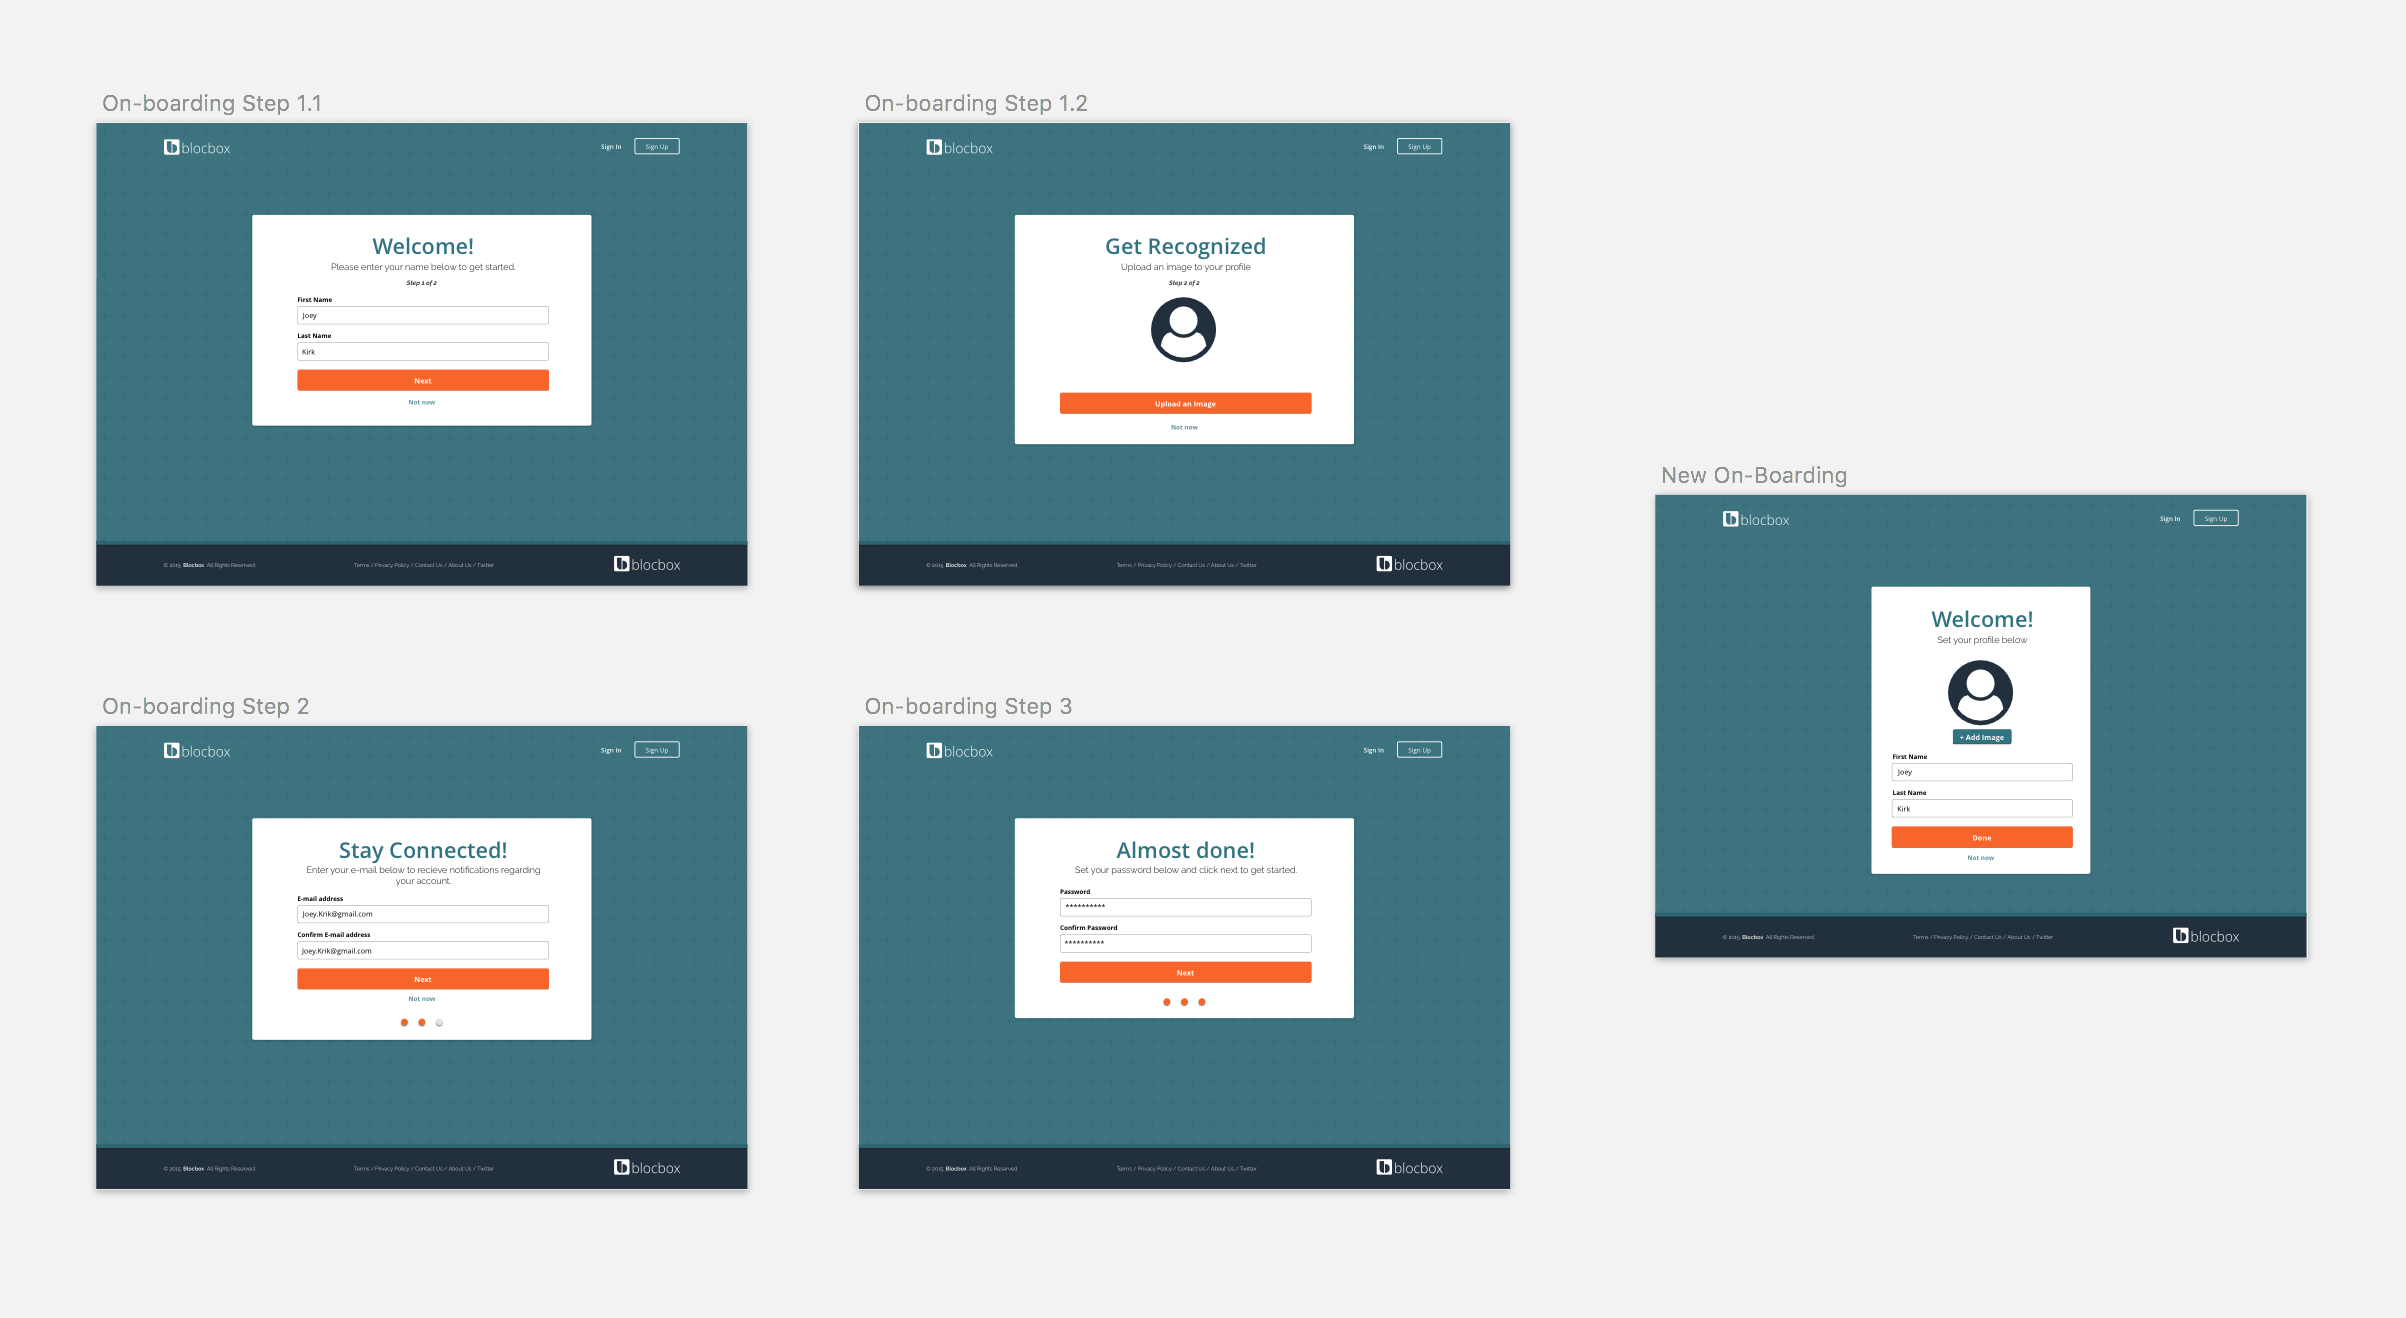 On-boarding Step 1.1
blocbox
Sign In
Sign Up
Welcome!
Please enter your name below to get started.
Step 1 of 2
First Name
Joey
Last Name
Kirk
Next
Not now
© 2015 Blocbox All Rights Reserved.
Terms / Privacy Policy / Contact Us / About Us / Twitter
blocbox
On-boarding Step 1.2
blocbox
Sign In
Sign Up
Get Recognized
Upload an image to your profile
Step 2 of 2
Upload an Image
Not now
© 2015 Blocbox All Rights Reserved.
Terms / Privacy Policy / Contact Us / About Us / Twitter
blocbox
On-boarding Step 2
blocbox
Sign In
Sign Up
Stay Connected!
Enter your e-mail below to recieve notifications regarding
your account.
E-mail address
Joey.Krik@gmail.com
Confirm E-mail address
Joey.Krik@gmail.com
Next
Not now
© 2015 Blocbox All Rights Reserved.
Terms / Privacy Policy / Contact Us / About Us / Twitter
blocbox
On-boarding Step 3
blocbox
Sign In
Sign Up
Almost done!
Set your password below and click next to get started.
Password
**********
Confirm Password
**********
Next
© 2015 Blocbox All Rights Reserved.
Terms / Privacy Policy / Contact Us / About Us / Twitter
blocbox
New On-Boarding
blocbox
Sign In
Sign Up
Welcome!
Set your profile below
+ Add Image
First Name
Joey
Last Name
Kirk
Done
Not now
© 2015 Blocbox All Rights Reserved.
Terms / Privacy Policy / Contact Us / About Us / Twitter
blocbox